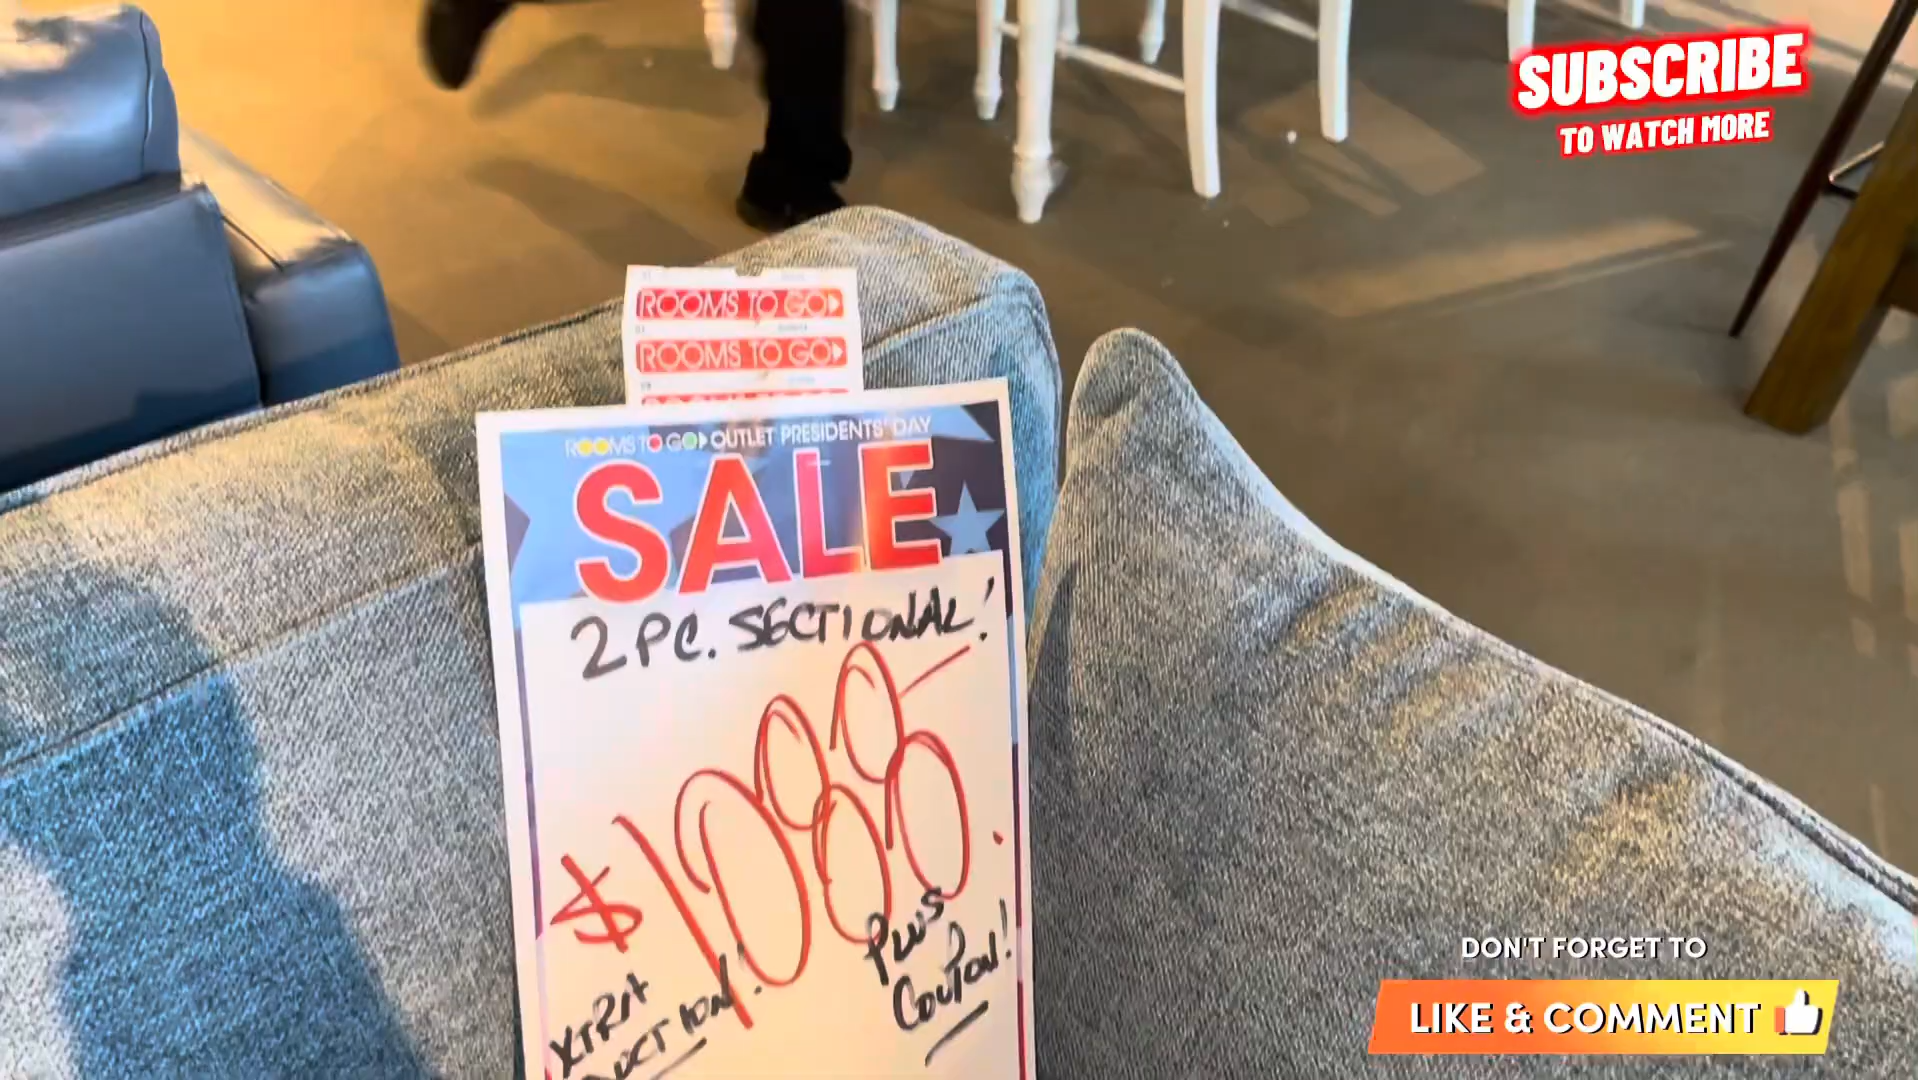 SUBSCRIBE
TO WATCH MORE
ROOMS TO GO
ROOMS TO GO
ROOMS TO GO OUTLET PRESIDENTS' DAY
SALE
2 PC. SECTIONAL!
$1088
PLUS
COUPON!
XTRA
DON'T FORGET TO
LIKE & COMMENT